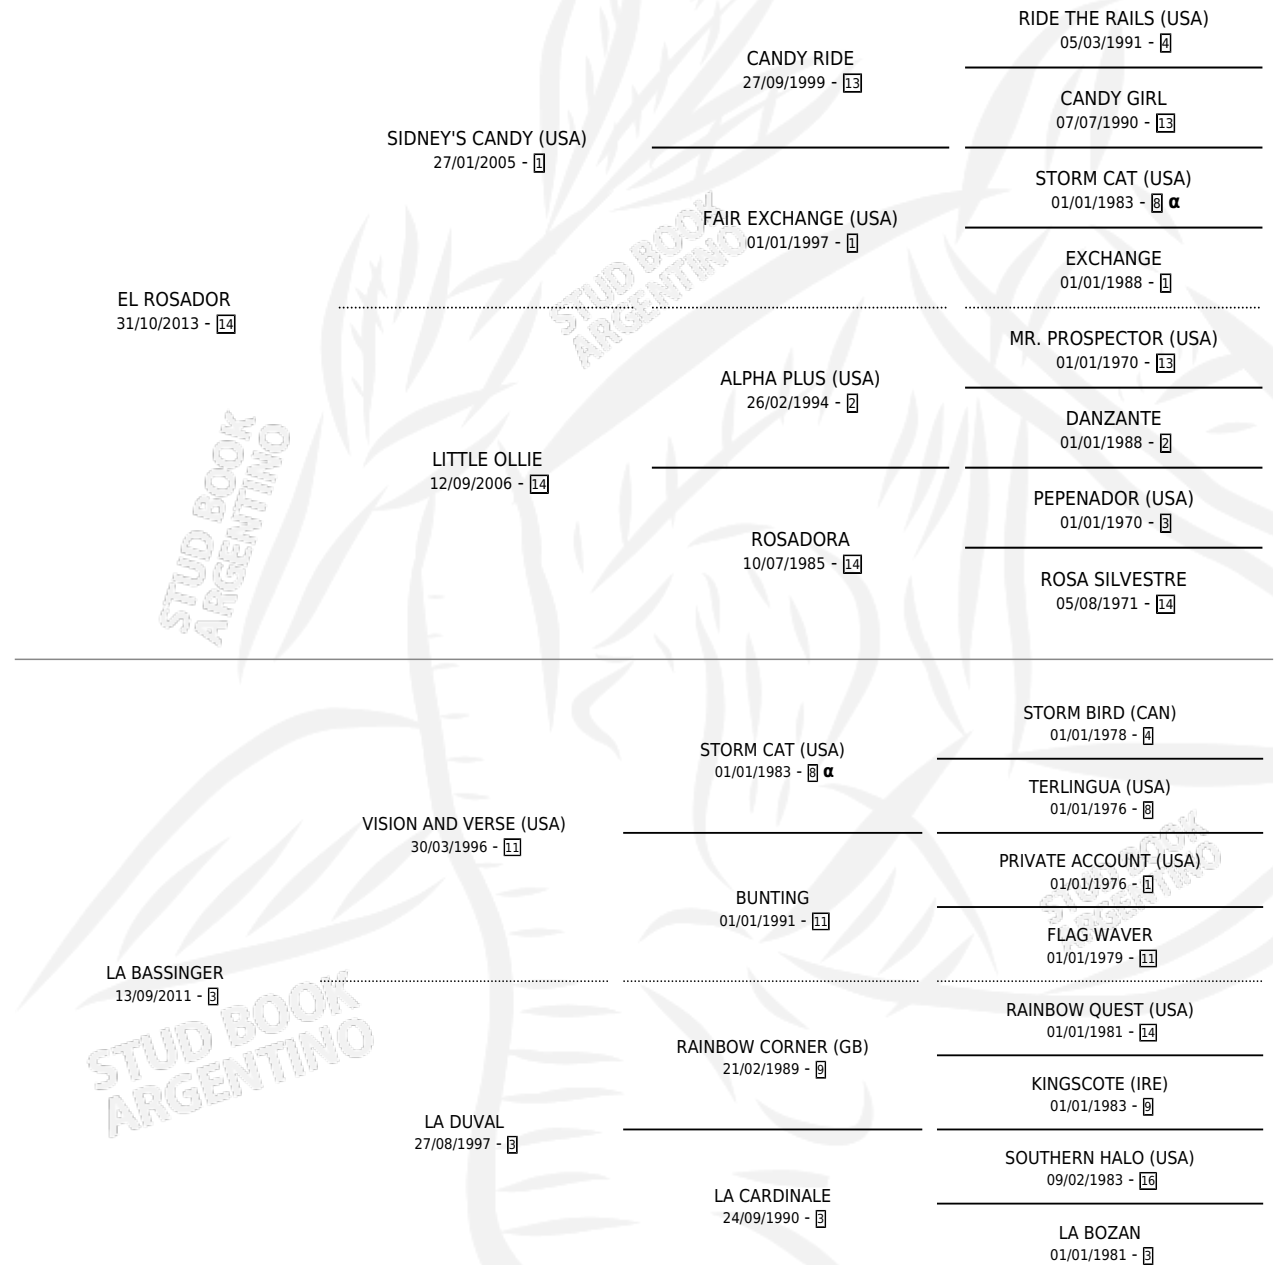 RIDE THE RAILS (USA)
05/03/1991 - 4
CANDY RIDE
27/09/1999 - 13
CANDY GIRL
07/07/1990 - 13
SIDNEY'S CANDY (USA)
27/01/2005 - 1
STORM CAT (USA)
01/01/1983 - 8 α
FAIR EXCHANGE (USA)
01/01/1997 - 1
EXCHANGE
01/01/1988 - 1
EL ROSADOR
31/10/2013 - 14
MR. PROSPECTOR (USA)
01/01/1970 - 13
ALPHA PLUS (USA)
26/02/1994 - 2
DANZANTE
01/01/1988 - 2
LITTLE OLLIE
12/09/2006 - 14
PEPENADOR (USA)
01/01/1970 - 3
ROSADORA
10/07/1985 - 14
ROSA SILVESTRE
05/08/1971 - 14
STUD BOOK
ARGENTINO
STUD BOOK
ARGENTINO
STORM BIRD (CAN)
01/01/1978 - 4
STORM CAT (USA)
01/01/1983 - 8 α
TERLINGUA (USA)
01/01/1976 - 8
VISION AND VERSE (USA)
30/03/1996 - 11
PRIVATE ACCOUNT (USA)
01/01/1976 - 1
BUNTING
01/01/1991 - 11
FLAG WAVER
01/01/1979 - 11
LA BASSINGER
13/09/2011 - 3
RAINBOW QUEST (USA)
01/01/1981 - 14
RAINBOW CORNER (GB)
21/02/1989 - 9
KINGSCOTE (IRE)
01/01/1983 - 9
LA DUVAL
27/08/1997 - 3
SOUTHERN HALO (USA)
09/02/1983 - 16
LA CARDINALE
24/09/1990 - 3
LA BOZAN
01/01/1981 - 3
STUD BOOK
ARGENTINO
STUD BOOK
ARGENTINO